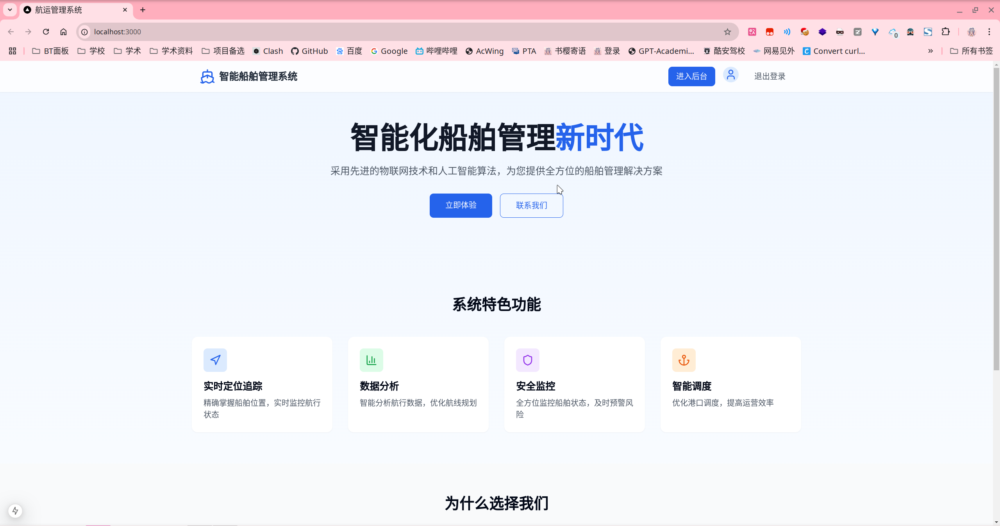 航运管理系统
localhost:3000
0
BT面板 学校 学术 学术资料 项目备选 Clash GitHub 百度 Google 哔哩哔哩 AcWing PTA 书樱寄语 登录 GPT-Academi... 酷安驾校 网易见外 Convert curl... » 所有书签
智能船舶管理系统 进入后台 退出登录
智能化船舶管理新时代
采用先进的物联网技术和人工智能算法，为您提供全方位的船舶管理解决方案
立即体验 联系我们
系统特色功能
实时定位追踪
精确掌握船舶位置，实时监控航行
状态
数据分析
智能分析航行数据，优化航线规划
安全监控
全方位监控船舶状态，及时预警风
险
智能调度
优化港口调度，提高运营效率
为什么选择我们